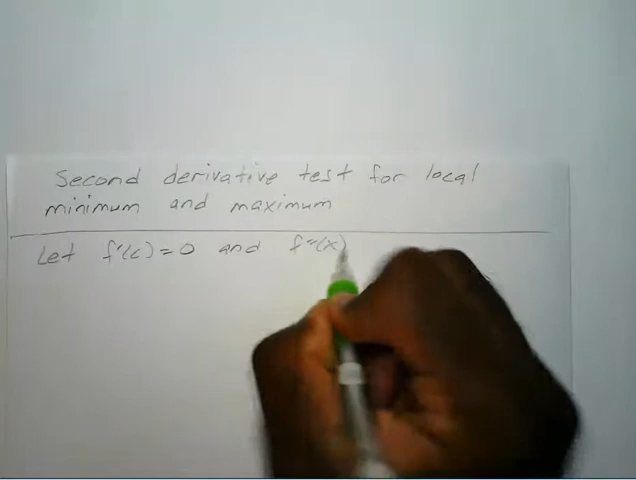 Second derivative test for local
minimum and maximum
Let f'(c) = 0 and f"(x)